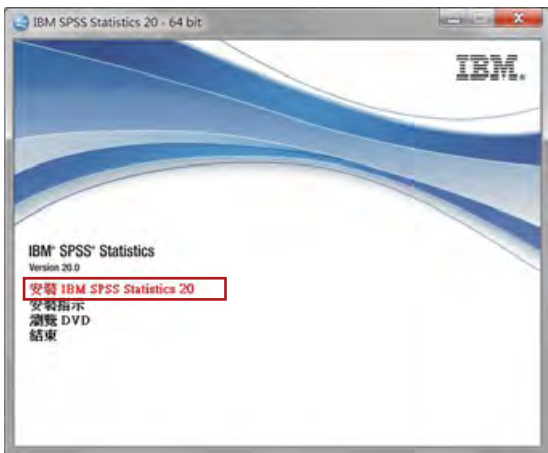 IBM SPSS Statistics 20 - 64 bit
IBM®
IBM® SPSS® Statistics
Version 20.0
安裝 IBM SPSS Statistics 20
安裝指示
瀏覽 DVD
結束